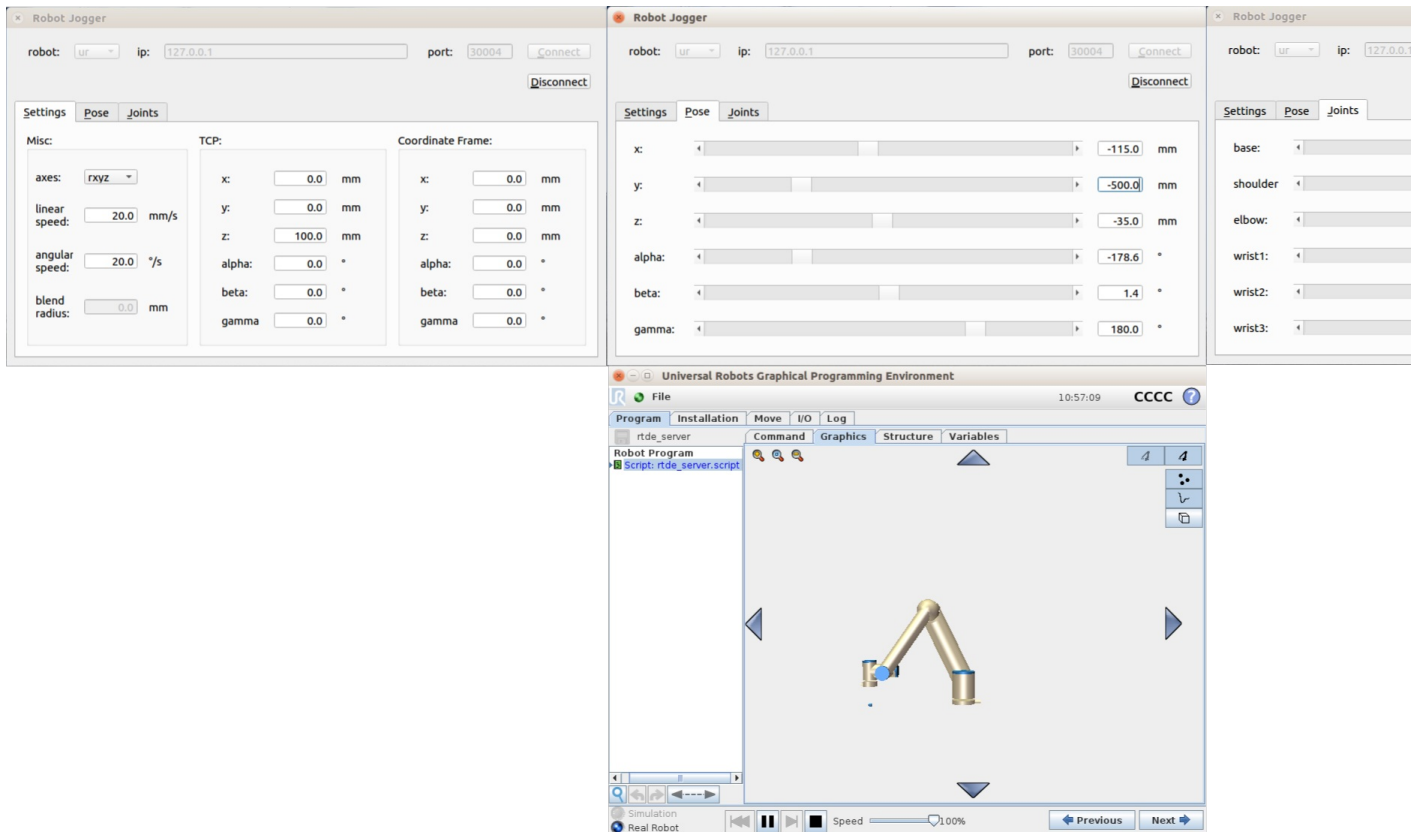 Robot Jogger
robot: ur ip: 127.0.0.1 port: 30004 Connect
Disconnect
Settings Pose Joints
Misc: TCP: Coordinate Frame:
axes: rxyz x: 0.0 mm x: 0.0 mm
linear speed: 20.0 mm/s y: 0.0 mm y: 0.0 mm
z: 100.0 mm z: 0.0 mm
angular speed: 20.0 °/s alpha: 0.0 ° alpha: 0.0 °
beta: 0.0 ° beta: 0.0 °
blend radius: 0.0 mm gamma 0.0 ° gamma 0.0 °
Robot Jogger
robot: ur ip: 127.0.0.1 port: 30004 Connect
Disconnect
Settings Pose Joints
x: -115.0 mm
y: -500.0 mm
z: -35.0 mm
alpha: -178.6 °
beta: 1.4 °
gamma: 180.0 °
Robot Jogger
robot: ur ip: 127.0.0.1
Settings Pose Joints
base:
shoulder
elbow:
wrist1:
wrist2:
wrist3:
Universal Robots Graphical Programming Environment
File 10:57:09 CCCC ?
Program Installation Move I/O Log
rtde_server Command Graphics Structure Variables
Robot Program
Script: rtde_server.script
Simulation
Real Robot Speed 100% Previous Next